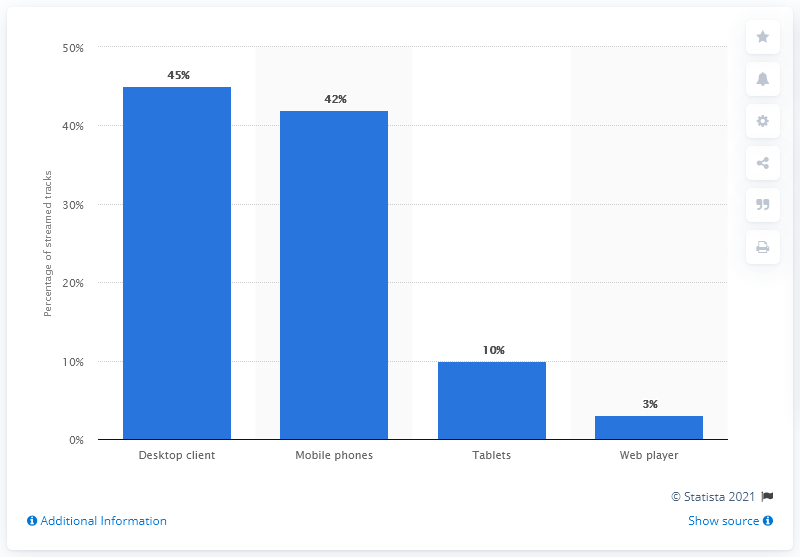 50%
40%
30%
20%
10%
0%
Percentage of streamed tracks
45%
42%
10%
3%
Desktop client
Mobile phones
Tablets
Web player
© Statista 2021
Additional Information
Show source